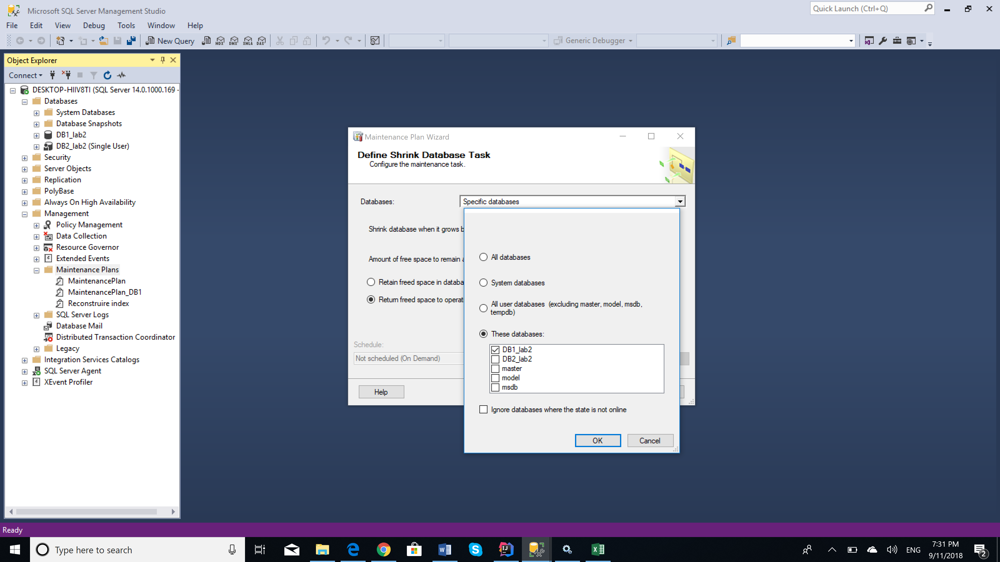 Microsoft SQL Server Management Studio
Quick Launch (Ctrl+Q)
File Edit View Debug Tools Window Help
New Query MDX DMX XMLA DAX Generic Debugger
Object Explorer
Connect
DESKTOP-HIIV8TI (SQL Server 14.0.1000.169 -
Databases
System Databases
Database Snapshots
DB1_lab2
DB2_lab2 (Single User)
Security
Server Objects
Replication
PolyBase
Always On High Availability
Management
Policy Management
Data Collection
Resource Governor
Extended Events
Maintenance Plans
MaintenancePlan
MaintenancePlan_DB1
Reconstruire index
SQL Server Logs
Database Mail
Distributed Transaction Coordinator
Legacy
Integration Services Catalogs
SQL Server Agent
XEvent Profiler
Maintenance Plan Wizard
Define Shrink Database Task
Configure the maintenance task.
Databases: Specific databases
Shrink database when it grows b
Amount of free space to remain a
Retain freed space in databa
Return freed space to operat
Schedule:
Not scheduled (On Demand)
Help
All databases
System databases
All user databases (excluding master, model, msdb,
tempdb)
These databases:
DB1_lab2
DB2_lab2
master
model
msdb
Ignore databases where the state is not online
OK Cancel
Ready
Type here to search
ENG
7:31 PM
9/11/2018
2